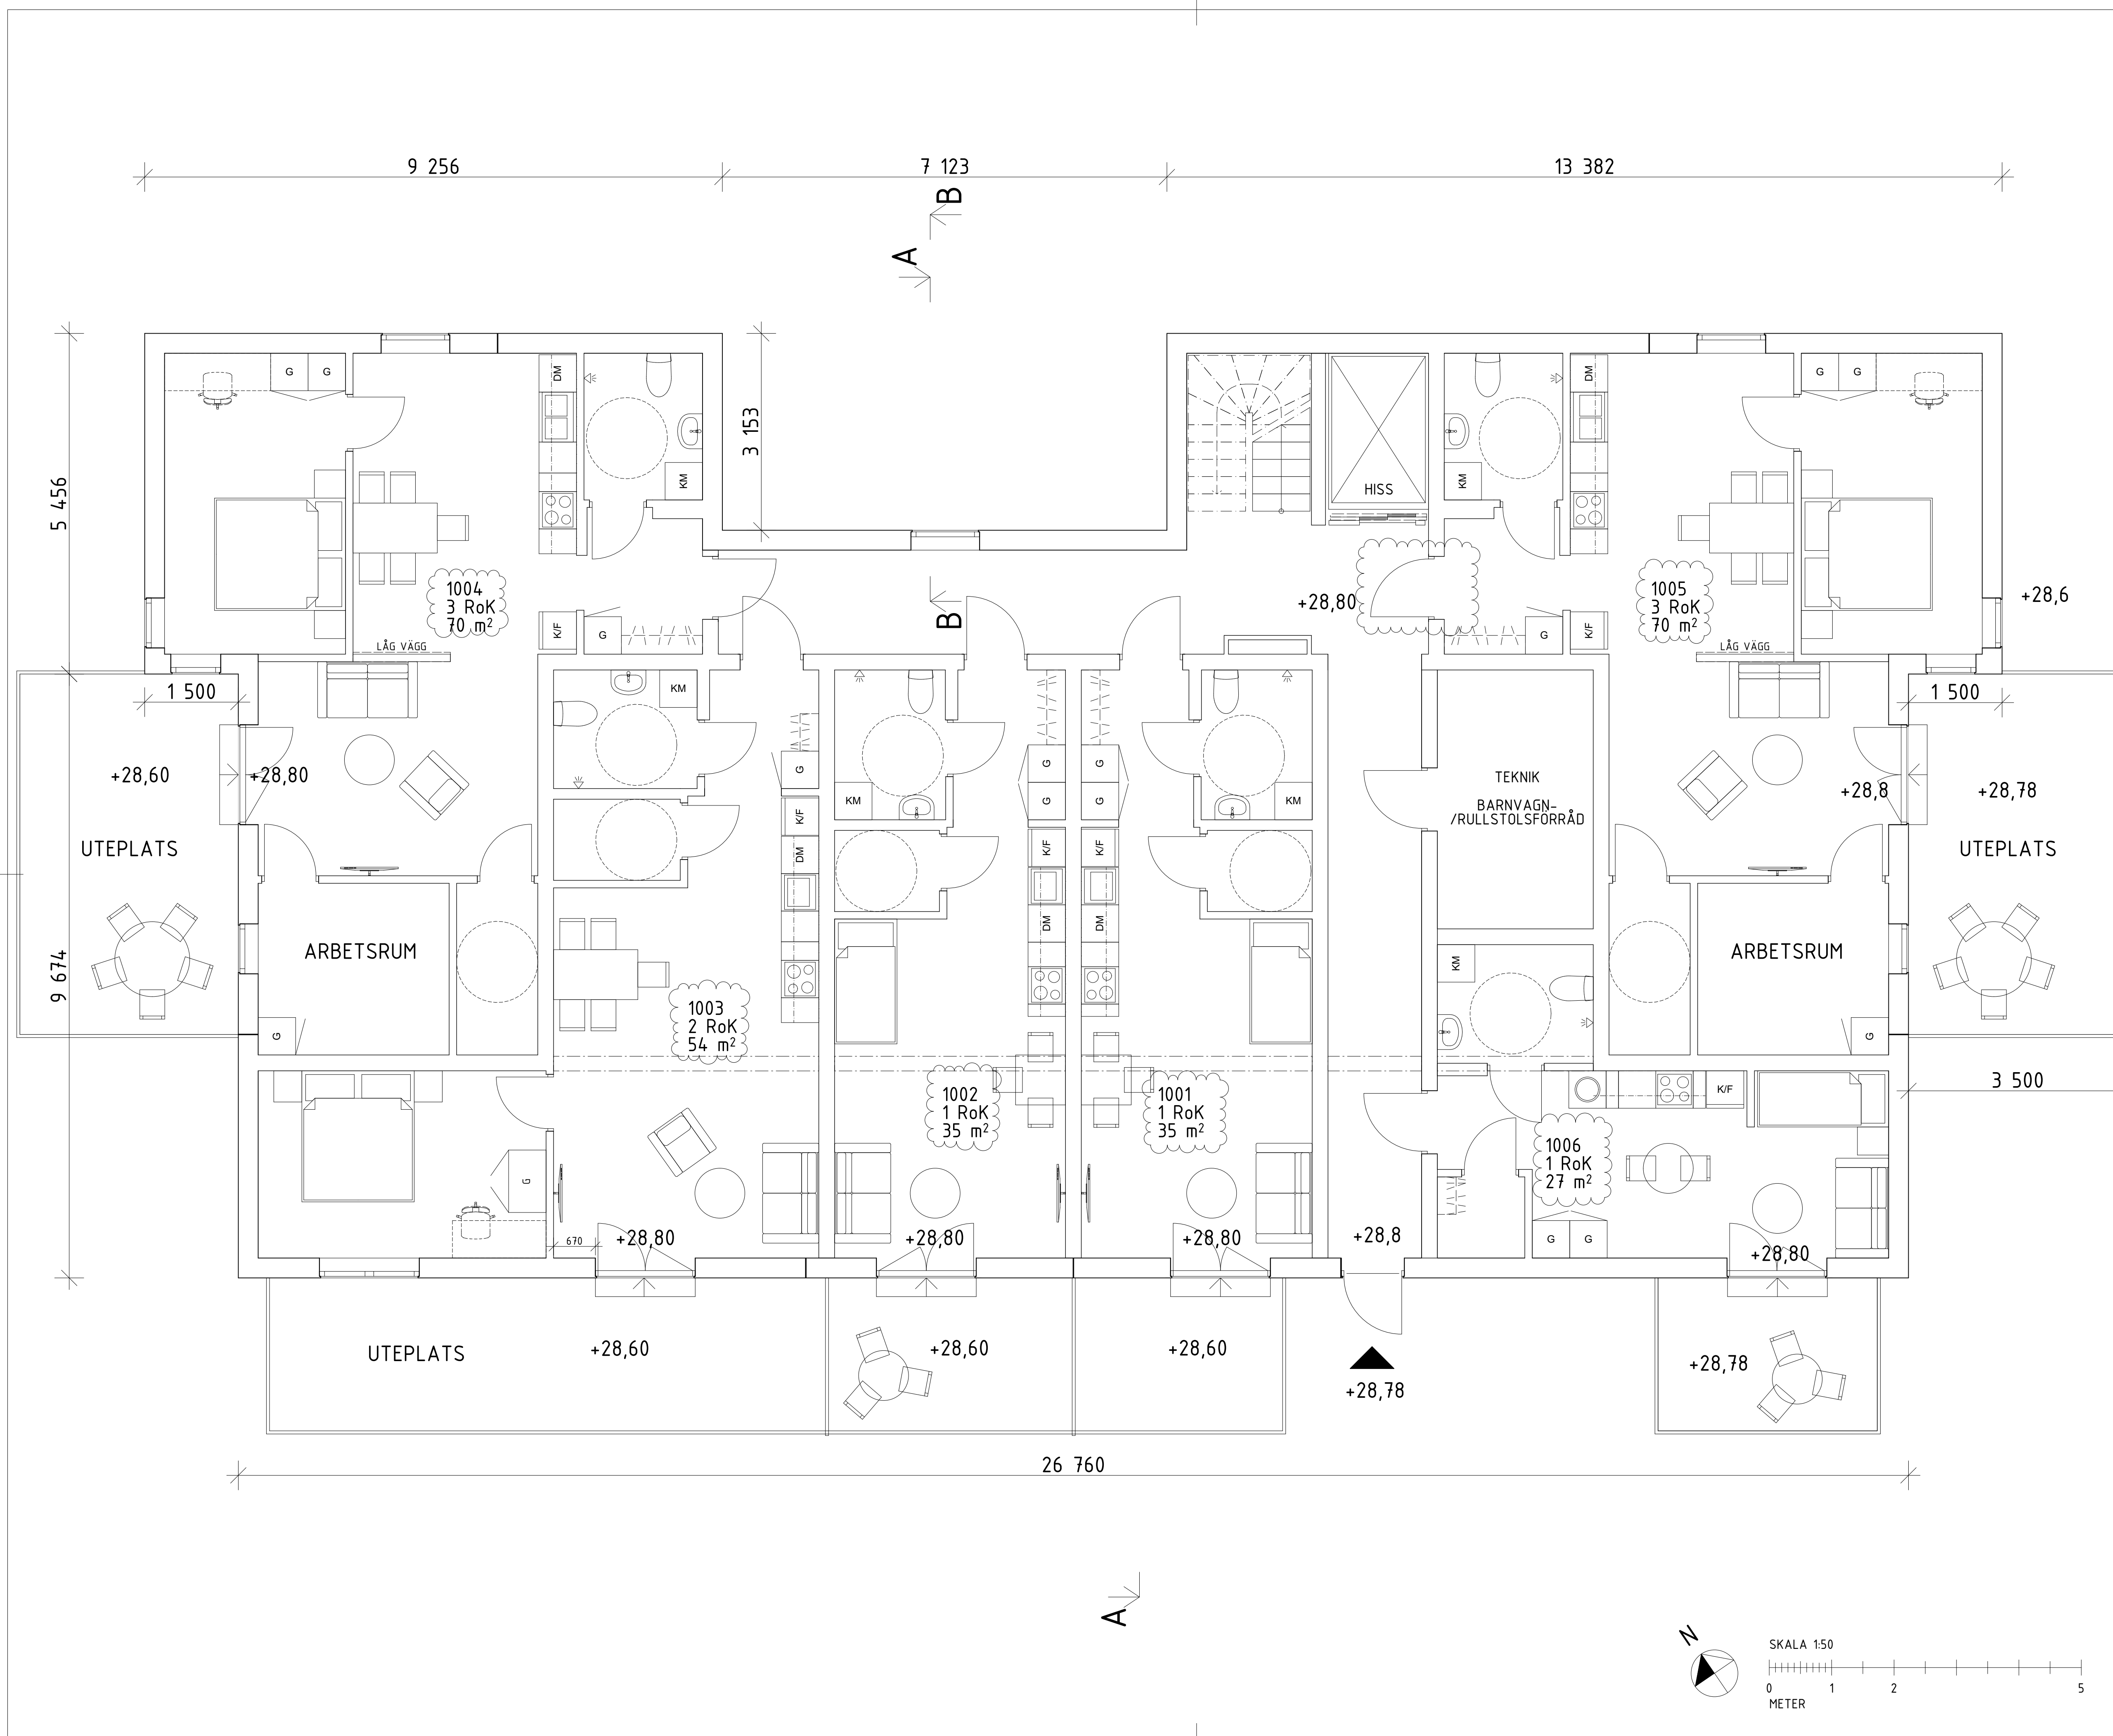 9 256
7 123
13 382
B
A
G
G
DM
KM
3 153
5 456
HISS
KM
DM
G
G
1004
3 RoK
70 m²
LÅG VÄGG
K/F
G
B
+28,80
G
K/F
1005
3 RoK
70 m²
LÅG VÄGG
+28,6
1 500
KM
1 500
+28,60
+28,80
G
G
G
TEKNIK
BARNVAGN-
/RULLSTOLSFÖRRÅD
+28,8
+28,78
KM
G
G
KM
K/F
K/F
K/F
DM
UTEPLATS
UTEPLATS
9 674
ARBETSRUM
DM
DM
KM
ARBETSRUM
G
G
1003
2 RoK
54 m²
1002
1 RoK
35 m²
1001
1 RoK
35 m²
K/F
3 500
1006
1 RoK
27 m²
G
670
+28,80
+28,80
+28,80
+28,8
G
G
+28,80
UTEPLATS
+28,60
+28,60
+28,60
+28,78
+28,78
26 760
A
N
SKALA 1:50
0
1
2
5
METER